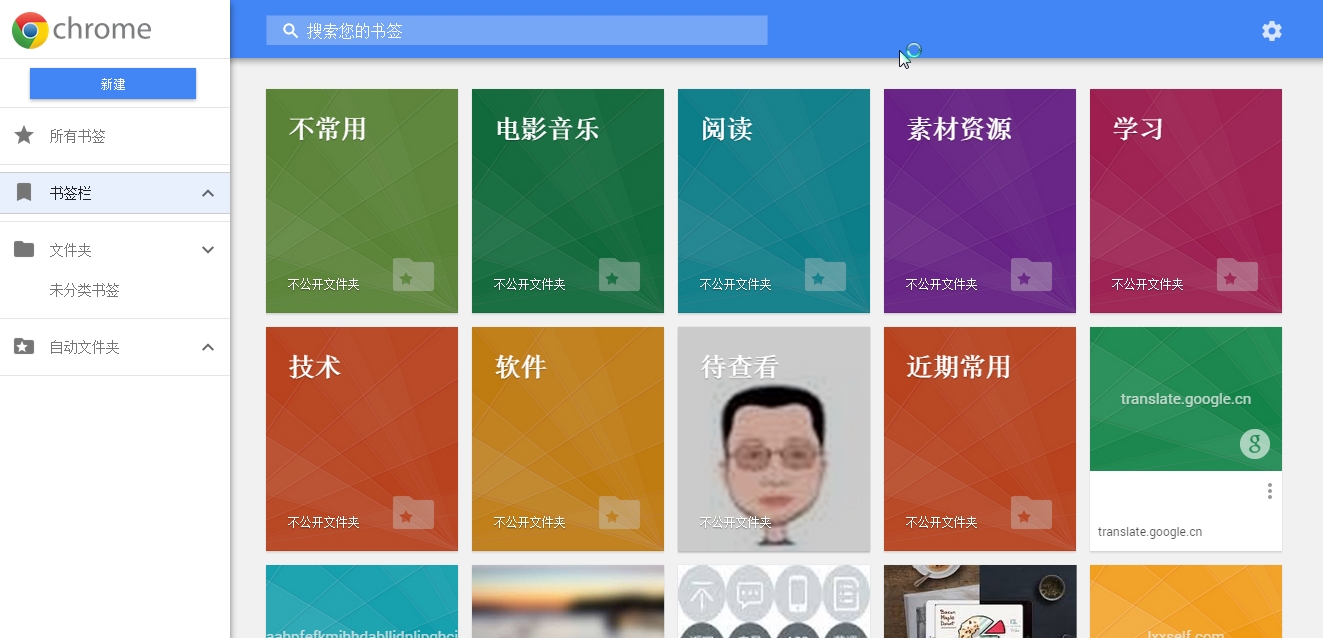 chrome
搜索您的书签
新建
所有书签
书签栏
文件夹
未分类书签
自动文件夹
不常用
不公开文件夹
电影音乐
不公开文件夹
阅读
不公开文件夹
素材资源
不公开文件夹
学习
不公开文件夹
技术
不公开文件夹
软件
不公开文件夹
待查看
不公开文件夹
近期常用
不公开文件夹
translate.google.cn
g
translate.google.cn
Bacon
Maple
Donut
lxxself.com